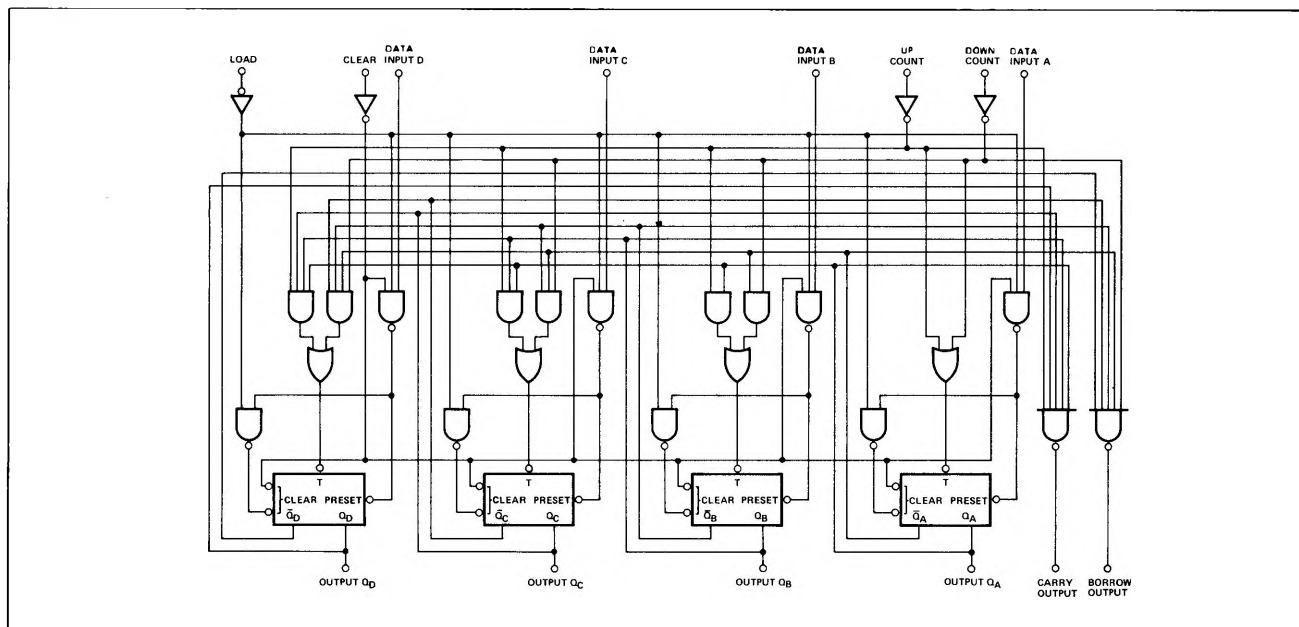 LOAD
CLEAR
DATA
INPUT D
DATA
INPUT C
DATA
INPUT B
UP
COUNT
DOWN
COUNT
DATA
INPUT A
T
CLEAR PRESET
Q̅D QD
T
CLEAR PRESET
Q̅C QC
T
CLEAR PRESET
Q̅B QB
T
CLEAR PRESET
Q̅A QA
OUTPUT QD
OUTPUT QC
OUTPUT QB
OUTPUT QA
CARRY
OUTPUT
BORROW
OUTPUT